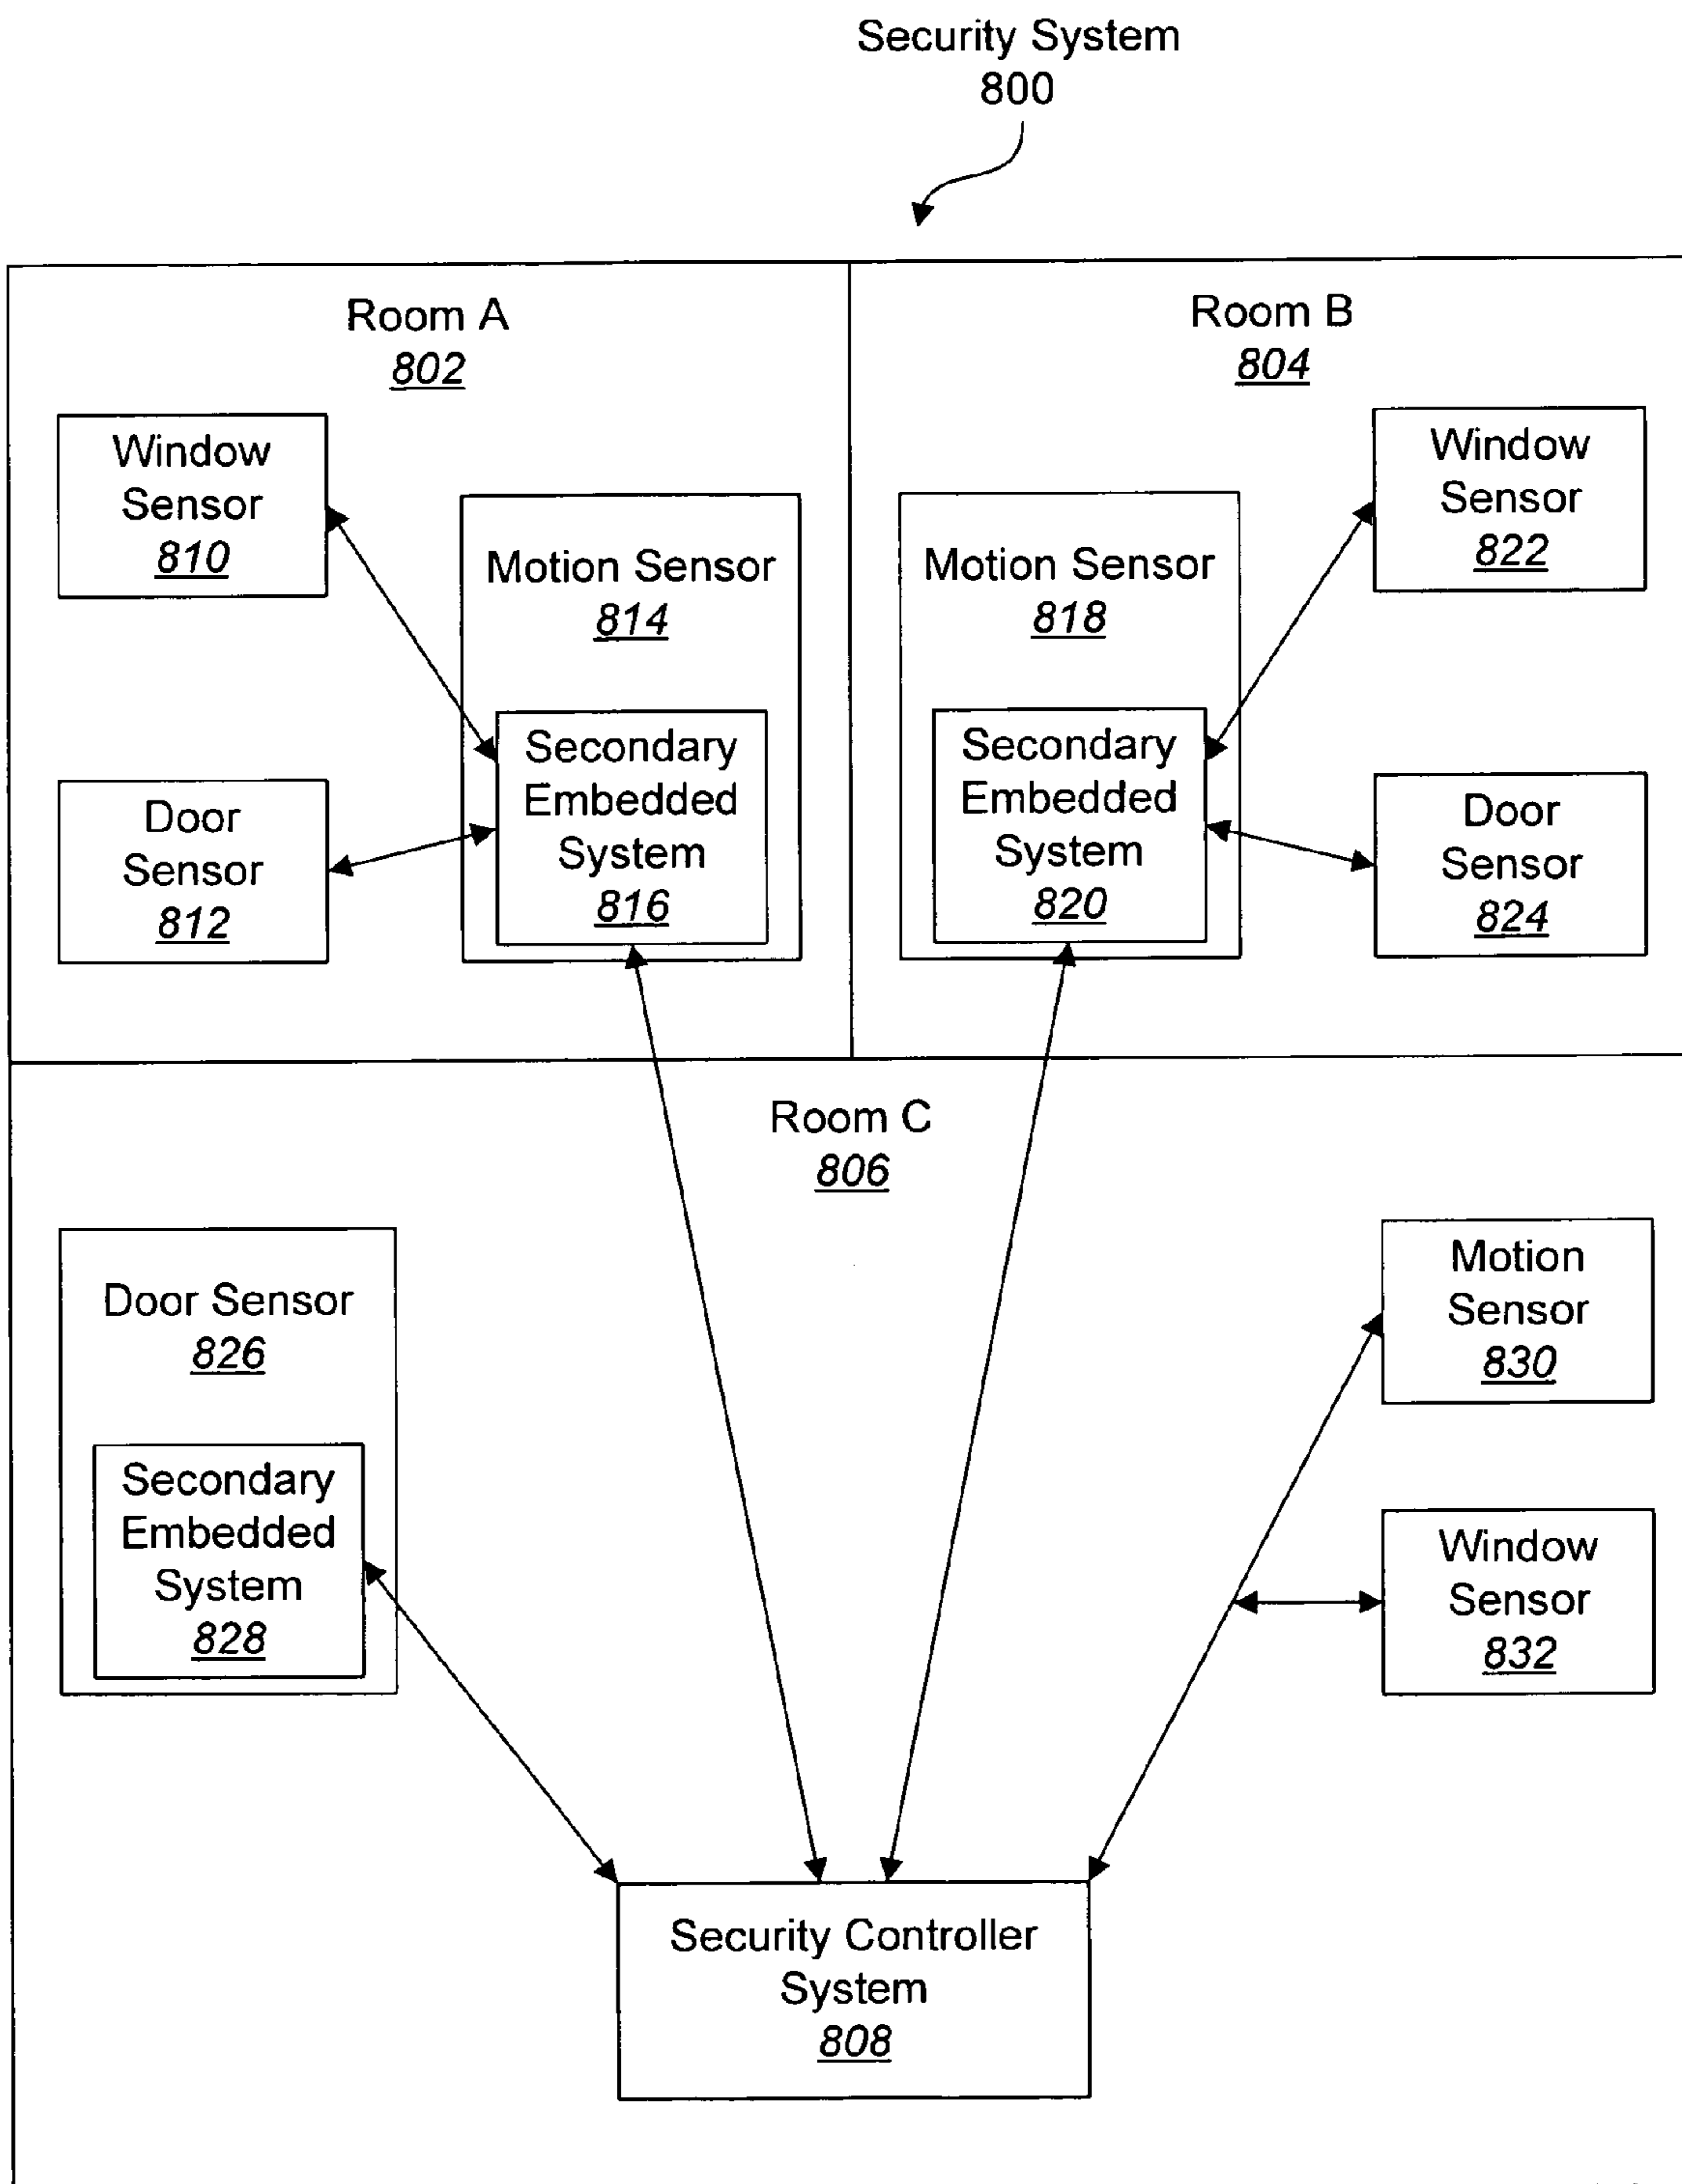 Security System
800
Room A
802
Room B
804
Window
Sensor
810
Motion Sensor
814
Secondary
Embedded
System
816
Door
Sensor
812
Motion Sensor
818
Secondary
Embedded
System
820
Window
Sensor
822
Door
Sensor
824
Room C
806
Door Sensor
826
Secondary
Embedded
System
828
Motion
Sensor
830
Window
Sensor
832
Security Controller
System
808